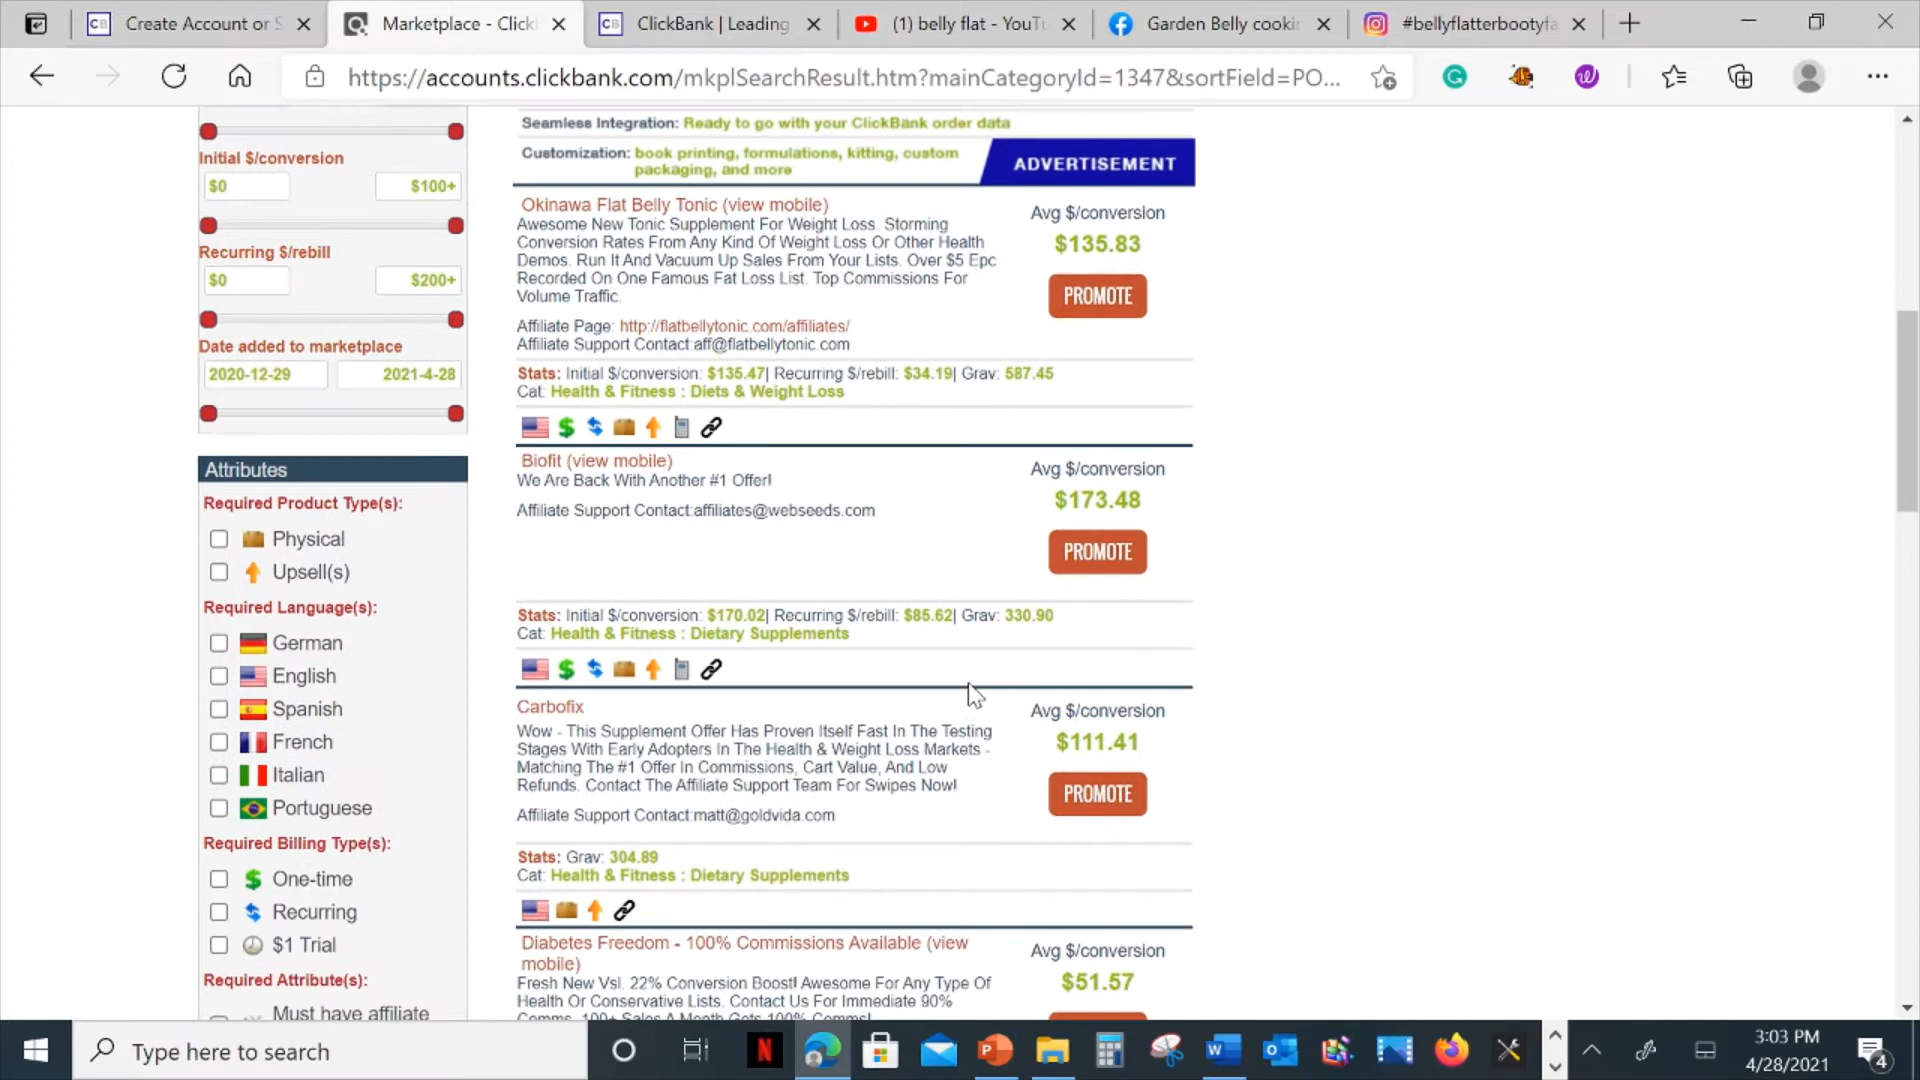 Create Account or S
Marketplace - Click
ClickBank | Leading
(1) belly flat - YouTu
Garden Belly cooki
#bellyflatterbootyfa
https://accounts.clickbank.com/mkplSearchResult.htm?mainCategoryId=1347&sortField=PO...
Initial $/conversion
$0 $100+
Recurring $/rebill
$0 $200+
Date added to marketplace
2020-12-29 2021-4-28
Attributes
Required Product Type(s):
Physical
Upsell(s)
Required Language(s):
German
English
Spanish
French
Italian
Portuguese
Required Billing Type(s):
One-time
Recurring
$1 Trial
Required Attribute(s):
Must have affiliate
Seamless Integration: Ready to go with your ClickBank order data
Customization: book printing, formulations, kitting, custom
packaging, and more
ADVERTISEMENT
Okinawa Flat Belly Tonic (view mobile)
Awesome New Tonic Supplement For Weight Loss. Storming
Conversion Rates From Any Kind Of Weight Loss Or Other Health
Demos. Run It And Vacuum Up Sales From Your Lists. Over $5 Epc
Recorded On One Famous Fat Loss List. Top Commissions For
Volume Traffic.
Affiliate Page: http://flatbellytonic.com/affiliates/
Affiliate Support Contact:aff@flatbellytonic.com
Avg $/conversion
$135.83
PROMOTE
Stats: Initial $/conversion: $135.47| Recurring $/rebill: $34.19| Grav: 587.45
Cat: Health & Fitness : Diets & Weight Loss
Biofit (view mobile)
We Are Back With Another #1 Offer!
Affiliate Support Contact:affiliates@webseeds.com
Avg $/conversion
$173.48
PROMOTE
Stats: Initial $/conversion: $170.02| Recurring $/rebill: $85.62| Grav: 330.90
Cat: Health & Fitness : Dietary Supplements
Carbofix
Wow - This Supplement Offer Has Proven Itself Fast In The Testing
Stages With Early Adopters In The Health & Weight Loss Markets -
Matching The #1 Offer In Commissions, Cart Value, And Low
Refunds. Contact The Affiliate Support Team For Swipes Now!
Affiliate Support Contact:matt@goldvida.com
Avg $/conversion
$111.41
PROMOTE
Stats: Grav: 304.89
Cat: Health & Fitness : Dietary Supplements
Diabetes Freedom - 100% Commissions Available (view
mobile)
Fresh New Vsl. 22% Conversion Boost! Awesome For Any Type Of
Health Or Conservative Lists. Contact Us For Immediate 90%
Comms. 100+ Sales A Month Gets 100% Comms!
Avg $/conversion
$51.57
Type here to search
3:03 PM
4/28/2021
4